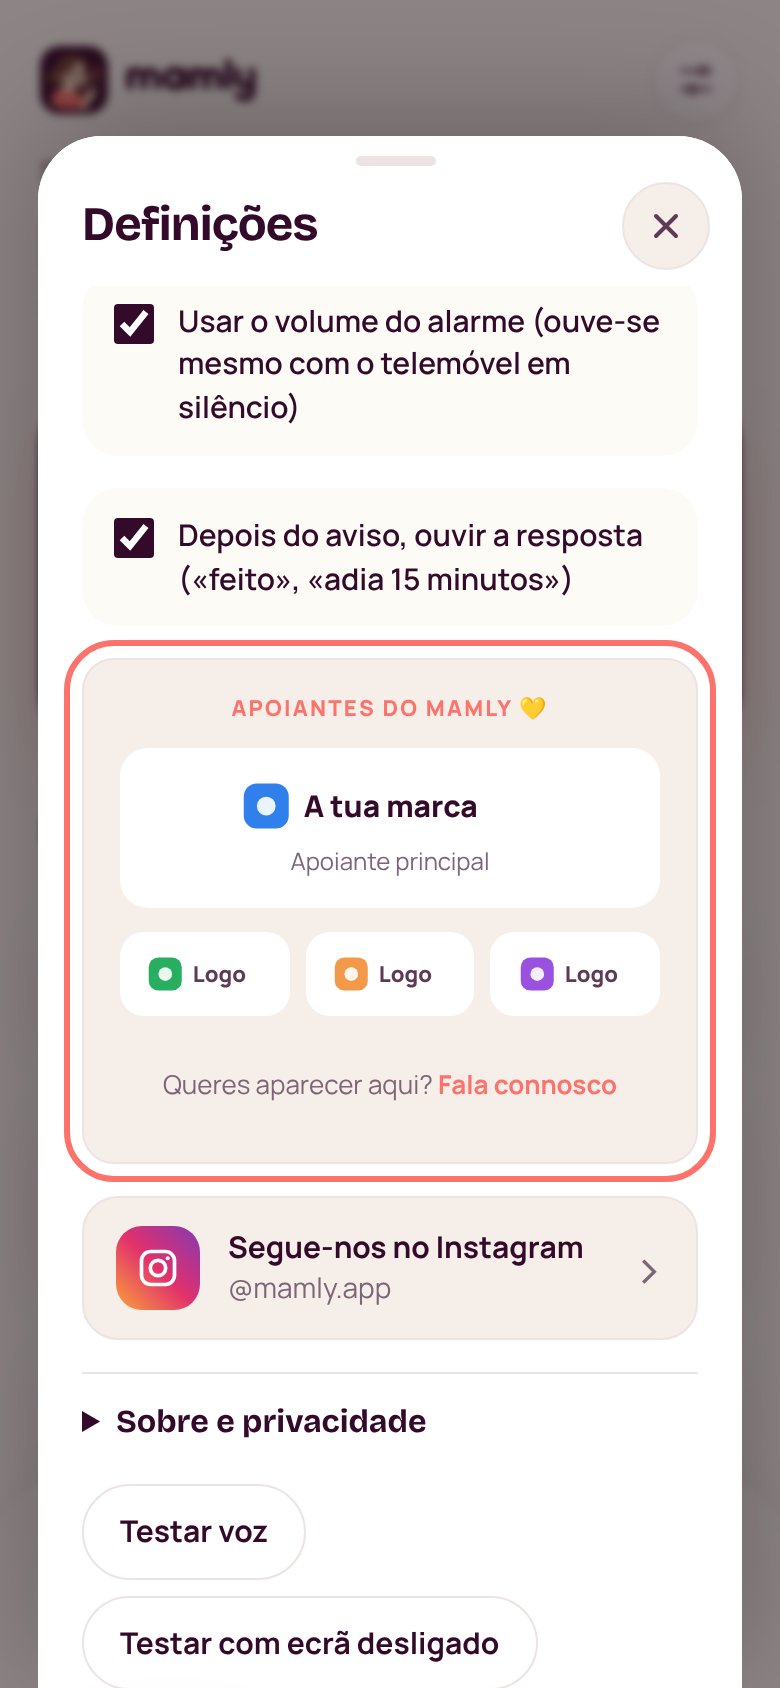 mamly
Definições
Usar o volume do alarme (ouve-se
mesmo com o telemóvel em
silêncio)
Depois do aviso, ouvir a resposta
(«feito», «adia 15 minutos»)
APOIANTES DO MAMLY 💛
A tua marca
Apoiante principal
Logo
Logo
Logo
Queres aparecer aqui? Fala connosco
Segue-nos no Instagram
@mamly.app
Sobre e privacidade
Testar voz
Testar com ecrã desligado